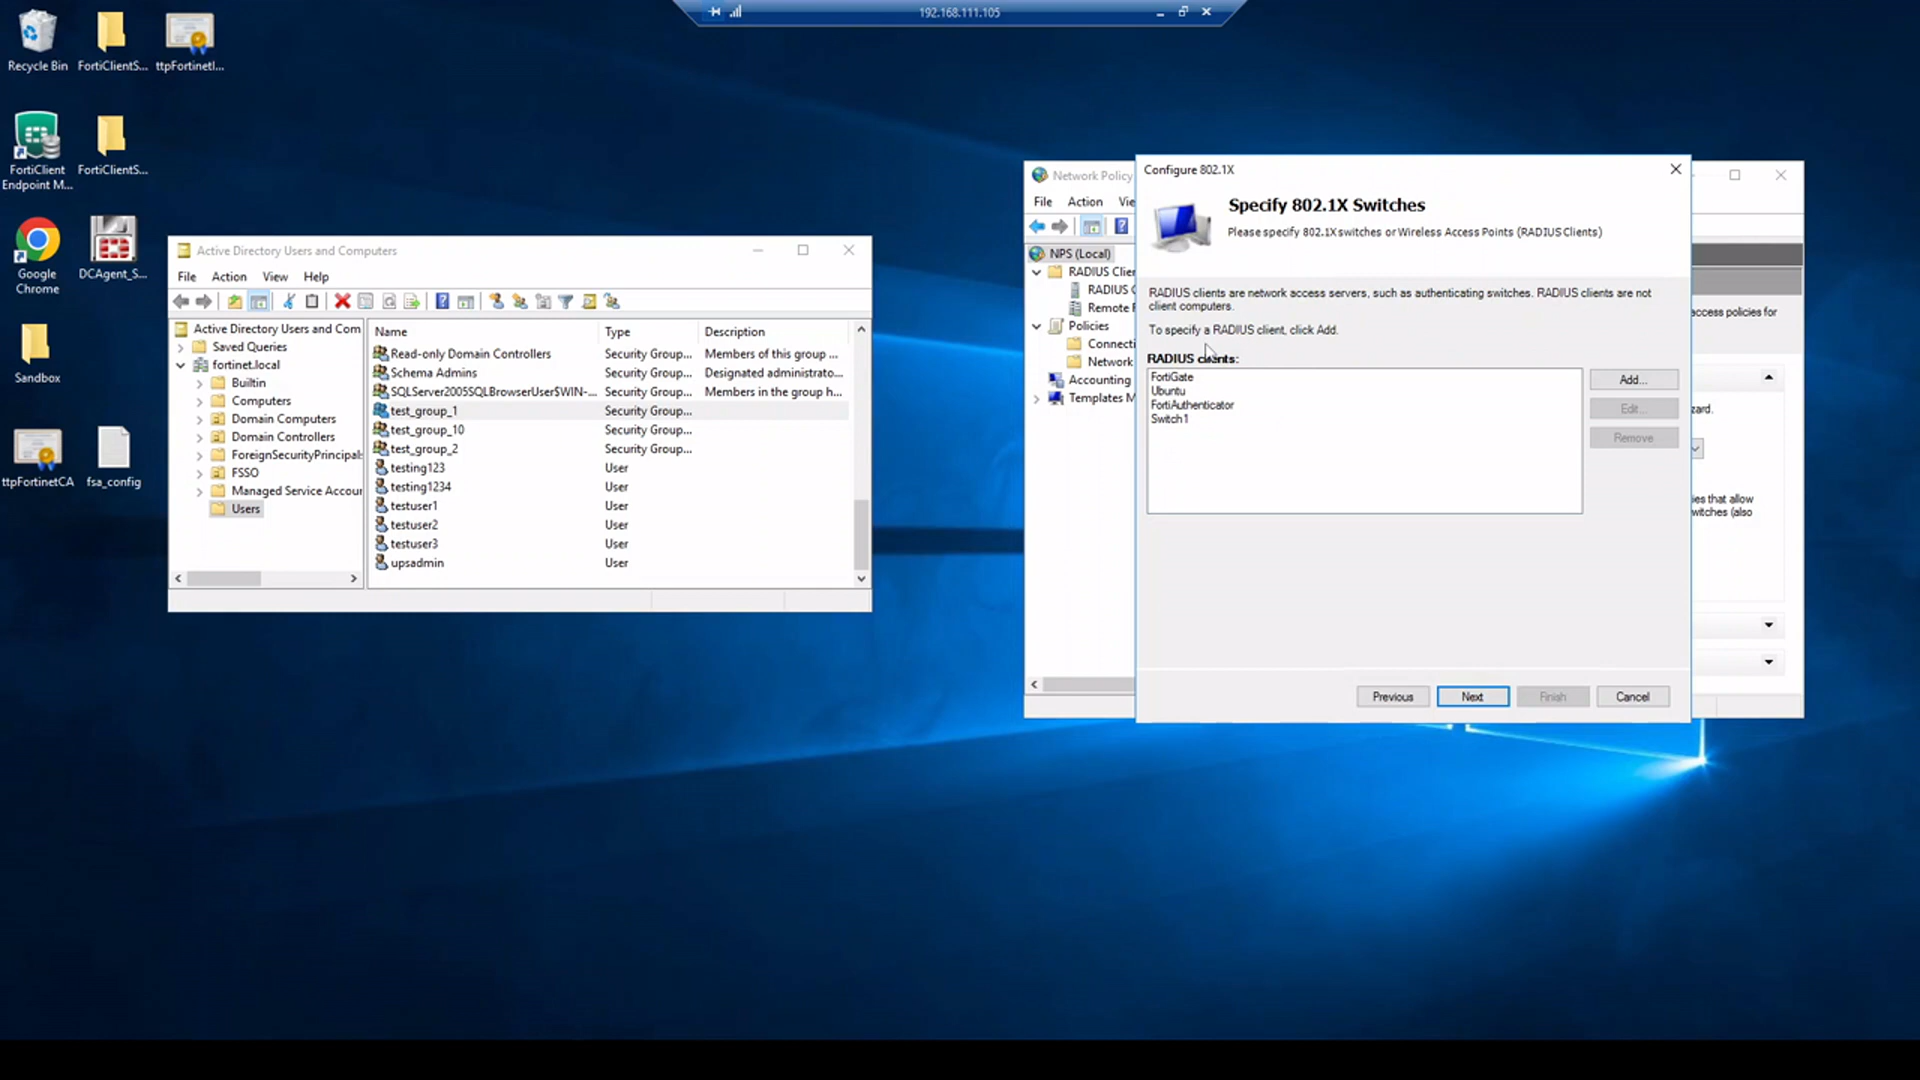 192.168.111.105
Recycle Bin
FortiClientS...
ttpFortinetI...
FortiClient
Endpoint M...
FortiClientS...
Google
Chrome
DCAgent_S...
Sandbox
ttpFortinetCA
fsa_config
Active Directory Users and Computers
File Action View Help
Active Directory Users and Com
Saved Queries
fortinet.local
Builtin
Computers
Domain Computers
Domain Controllers
ForeignSecurityPrincipals
FSSO
Managed Service Accour
Users
Name Type Description
Read-only Domain Controllers Security Group... Members of this group ...
Schema Admins Security Group... Designated administrato...
SQLServer2005SQLBrowserUser$WIN-... Security Group... Members in the group h...
test_group_1 Security Group...
test_group_10 Security Group...
test_group_2 Security Group...
testing123 User
testing1234 User
testuser1 User
testuser2 User
testuser3 User
upsadmin User
Network Policy
File Action Vie
NPS (Local)
RADIUS Clier
RADIUS C
Remote F
Policies
Connecti
Network
Accounting
Templates M
access policies for
zard.
ies that allow
witches (also
Configure 802.1X
Specify 802.1X Switches
Please specify 802.1X switches or Wireless Access Points (RADIUS Clients)
RADIUS clients are network access servers, such as authenticating switches. RADIUS clients are not
client computers.
To specify a RADIUS client, click Add.
RADIUS clients:
FortiGate
Ubuntu
FortiAuthenticator
Switch1
Add...
Edit...
Remove
Previous Next Finish Cancel